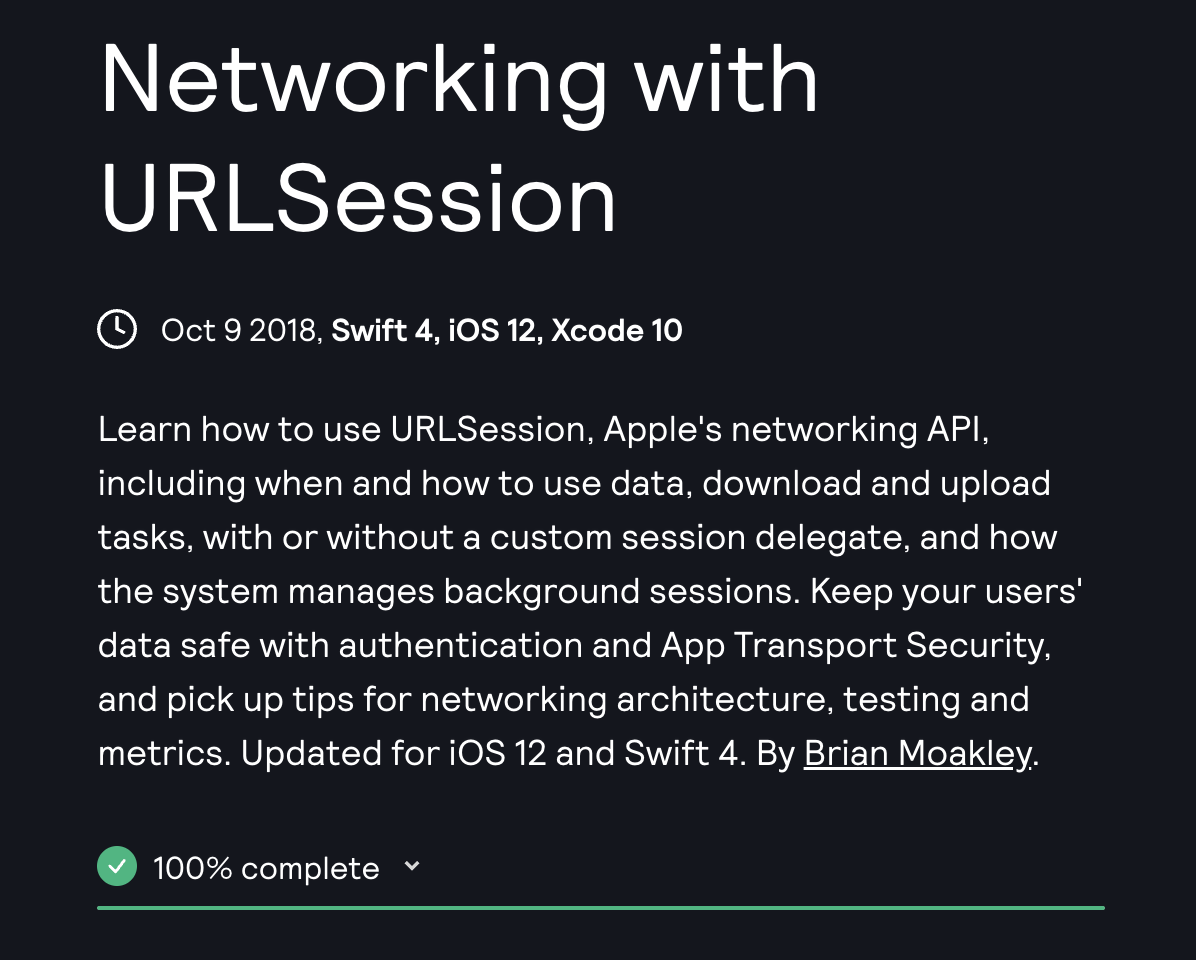 Networking with
URLSession
Oct 9 2018, Swift 4, iOS 12, Xcode 10
Learn how to use URLSession, Apple's networking API,
including when and how to use data, download and upload
tasks, with or without a custom session delegate, and how
the system manages background sessions. Keep your users'
data safe with authentication and App Transport Security,
and pick up tips for networking architecture, testing and
metrics. Updated for iOS 12 and Swift 4. By Brian Moakley.
100% complete